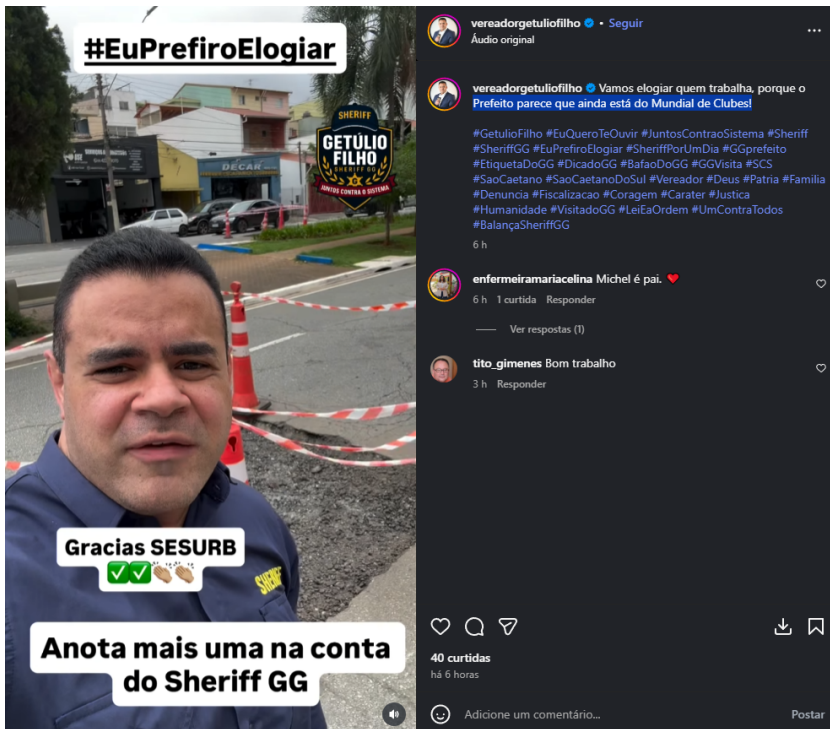 #EuPrefiroElogiar
SHERIFF
GETÚLIO
FILHO
SHERIFF GG
JUNTOS CONTRA O SISTEMA
DECAR
Gracias SESURB
✅✅👏🏽👏🏽
SHERIFF
Anota mais uma na conta
do Sheriff GG
vereadorgetuliofilho • Seguir
Áudio original
vereadorgetuliofilho Vamos elogiar quem trabalha, porque o
Prefeito parece que ainda está do Mundial de Clubes!
#GetulioFilho #EuQueroTeOuvir #JuntosContraoSistema #Sheriff
#SheriffGG #EuPrefiroElogiar #SheriffPorUmDia #GGprefeito
#EtiquetaDoGG #DicadoGG #BafaoDoGG #GGVisita #SCS
#SaoCaetano #SaoCaetanoDoSul #Vereador #Deus #Patria #Familia
#Denuncia #Fiscalizacao #Coragem #Carater #Justica
#Humanidade #VisitadoGG #LeiEaOrdem #UmContraTodos
#BalançaSheriffGG
6 h
enfermeiramariacelina Michel é pai. ❤️
6 h 1 curtida Responder
Ver respostas (1)
tito_gimenes Bom trabalho
3 h Responder
40 curtidas
há 6 horas
Adicione um comentário...
Postar